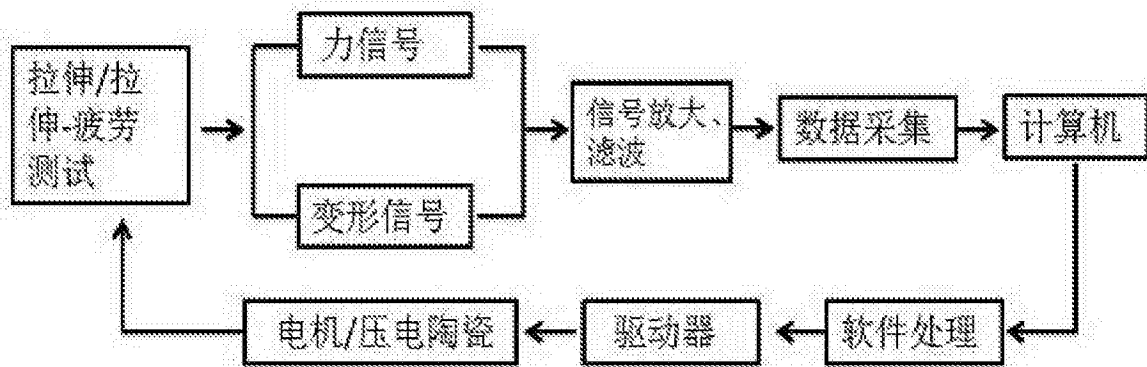 拉伸/拉
伸-疲劳
测试
力信号
变形信号
信号放大、
滤波
数据采集
计算机
电机/压电陶瓷
驱动器
软件处理